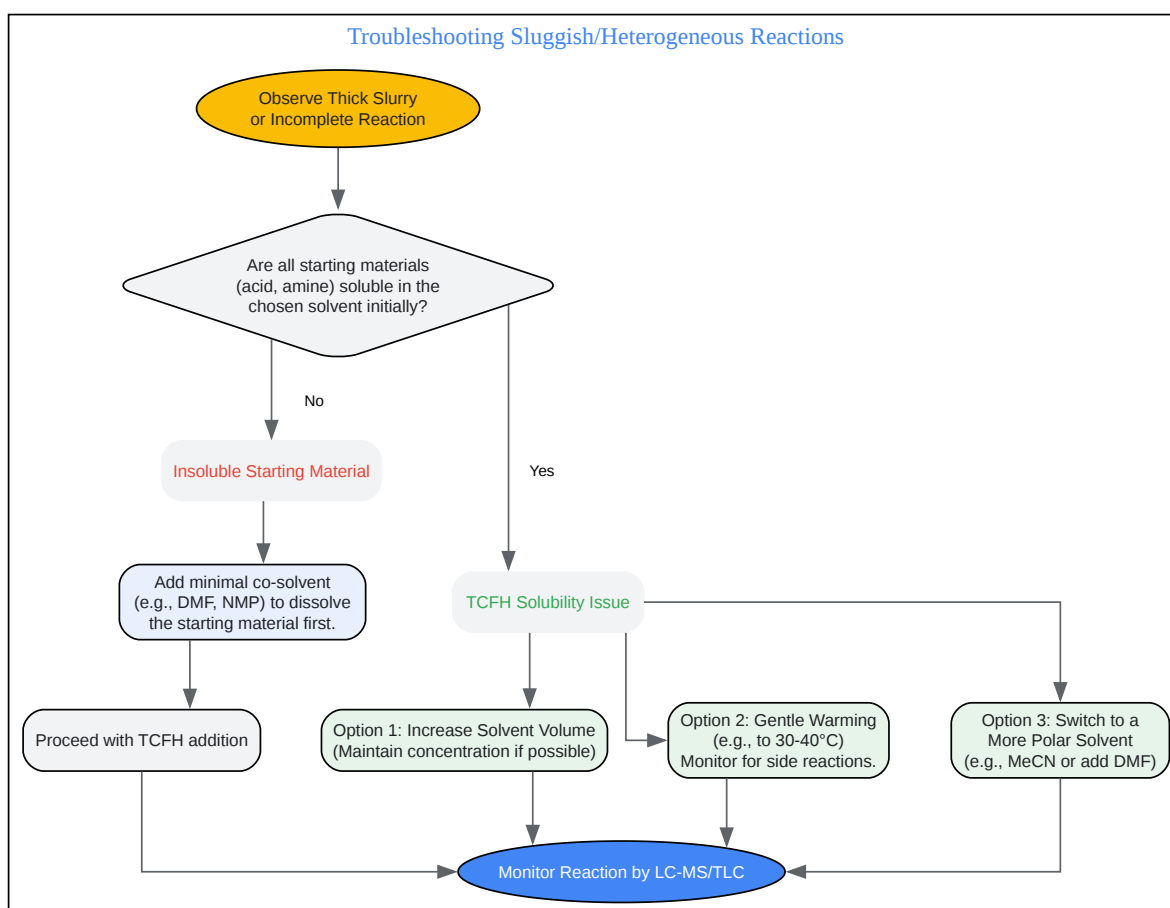 Troubleshooting Sluggish/Heterogeneous Reactions
Observe Thick Slurry
or Incomplete Reaction
Are all starting materials
(acid, amine) soluble in the
chosen solvent initially?
No
Yes
Insoluble Starting Material
Add minimal co-solvent
(e.g., DMF, NMP) to dissolve
the starting material first.
TCFH Solubility Issue
Proceed with TCFH addition
Option 1: Increase Solvent Volume
(Maintain concentration if possible)
Option 2: Gentle Warming
(e.g., to 30-40°C)
Monitor for side reactions.
Option 3: Switch to a
More Polar Solvent
(e.g., MeCN or add DMF)
Monitor Reaction by LC-MS/TLC